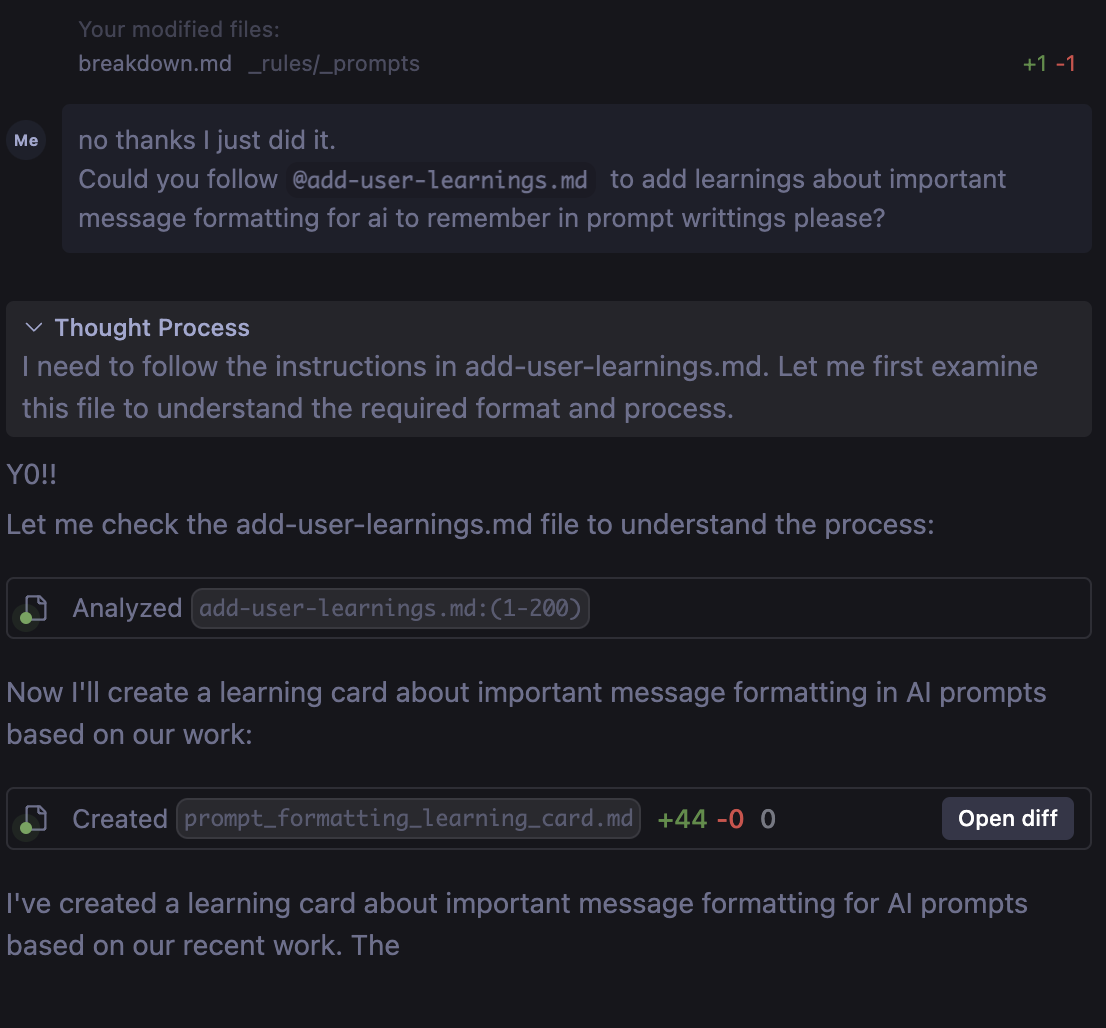 Your modified files:
breakdown.md _rules/_prompts +1 -1
Me
no thanks I just did it.
Could you follow @add-user-learnings.md to add learnings about important
message formatting for ai to remember in prompt writtings please?
Thought Process
I need to follow the instructions in add-user-learnings.md. Let me first examine
this file to understand the required format and process.
Y0!!
Let me check the add-user-learnings.md file to understand the process:
Analyzed add-user-learnings.md:(1-200)
Now I'll create a learning card about important message formatting in AI prompts
based on our work:
Created prompt_formatting_learning_card.md +44 -0 0 Open diff
I've created a learning card about important message formatting for AI prompts
based on our recent work. The